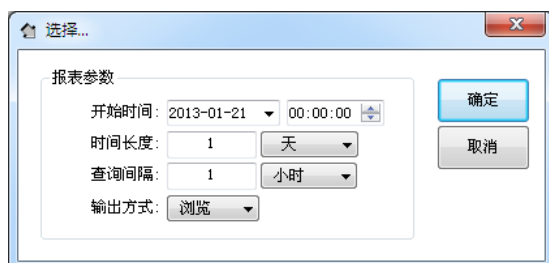 选择...
报表参数
开始时间: 2013-01-21 00:00:00
时间长度: 1 天
查询间隔: 1 小时
输出方式: 浏览
确定
取消